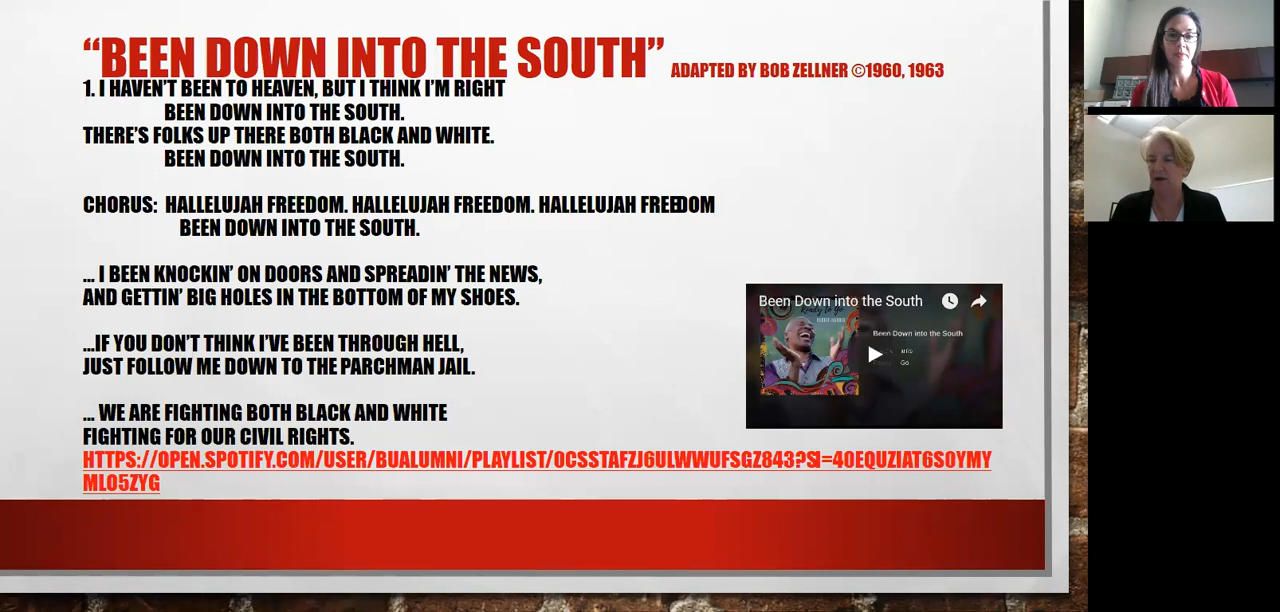 “BEEN DOWN INTO THE SOUTH” ADAPTED BY BOB ZELLNER ©1960, 1963
1. I HAVEN’T BEEN TO HEAVEN, BUT I THINK I’M RIGHT
BEEN DOWN INTO THE SOUTH.
THERE’S FOLKS UP THERE BOTH BLACK AND WHITE.
BEEN DOWN INTO THE SOUTH.
CHORUS: HALLELUJAH FREEDOM. HALLELUJAH FREEDOM. HALLELUJAH FREEDOM
BEEN DOWN INTO THE SOUTH.
... I BEEN KNOCKIN’ ON DOORS AND SPREADIN’ THE NEWS,
AND GETTIN’ BIG HOLES IN THE BOTTOM OF MY SHOES.
...IF YOU DON’T THINK I’VE BEEN THROUGH HELL,
JUST FOLLOW ME DOWN TO THE PARCHMAN JAIL.
... WE ARE FIGHTING BOTH BLACK AND WHITE
FIGHTING FOR OUR CIVIL RIGHTS.
HTTPS://OPEN.SPOTIFY.COM/USER/BUALUMNI/PLAYLIST/0CSSTAFZJ6ULWWUFSGZ843?SI=40EQUZIAT6S0YMY
MLO5ZYG
Been Down into the South
Ready to Go
Been Down into the South
Go